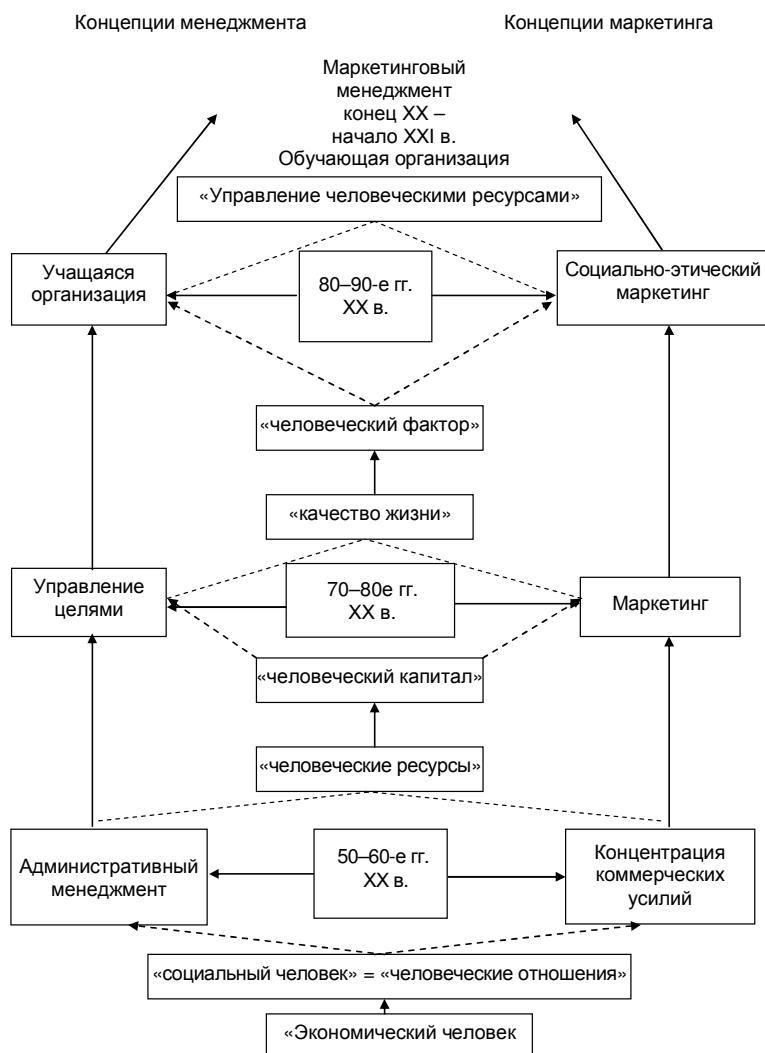 Концепции менеджмента
Концепции маркетинга
Маркетинговый
менеджмент
конец XX –
начало XXI в.
Обучающая организация
«Управление человеческими ресурсами»
Учащаяся
организация
80–90-е гг.
XX в.
Социально-этический
маркетинг
«человеческий фактор»
«качество жизни»
Управление
целями
70–80е гг.
XX в.
Маркетинг
«человеческий капитал»
«человеческие ресурсы»
Административный
менеджмент
50–60-е гг.
XX в.
Концентрация
коммерческих
усилий
«социальный человек» = «человеческие отношения»
«Экономический человек